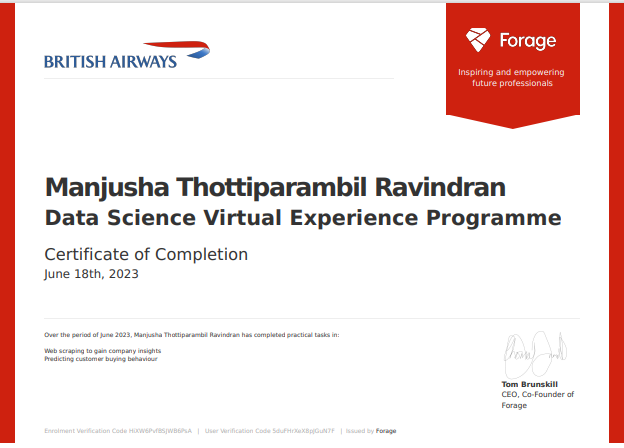 BRITISH AIRWAYS
Forage
Inspiring and empowering
future professionals
Manjusha Thottiparambil Ravindran
Data Science Virtual Experience Programme
Certificate of Completion
June 18th, 2023
Over the period of June 2023, Manjusha Thottiparambil Ravindran has completed practical tasks in:
Web scraping to gain company insights
Predicting customer buying behaviour
Tom Brunskill
CEO, Co-Founder of
Forage
Enrolment Verification Code | User Verification Code | Issued by Forage